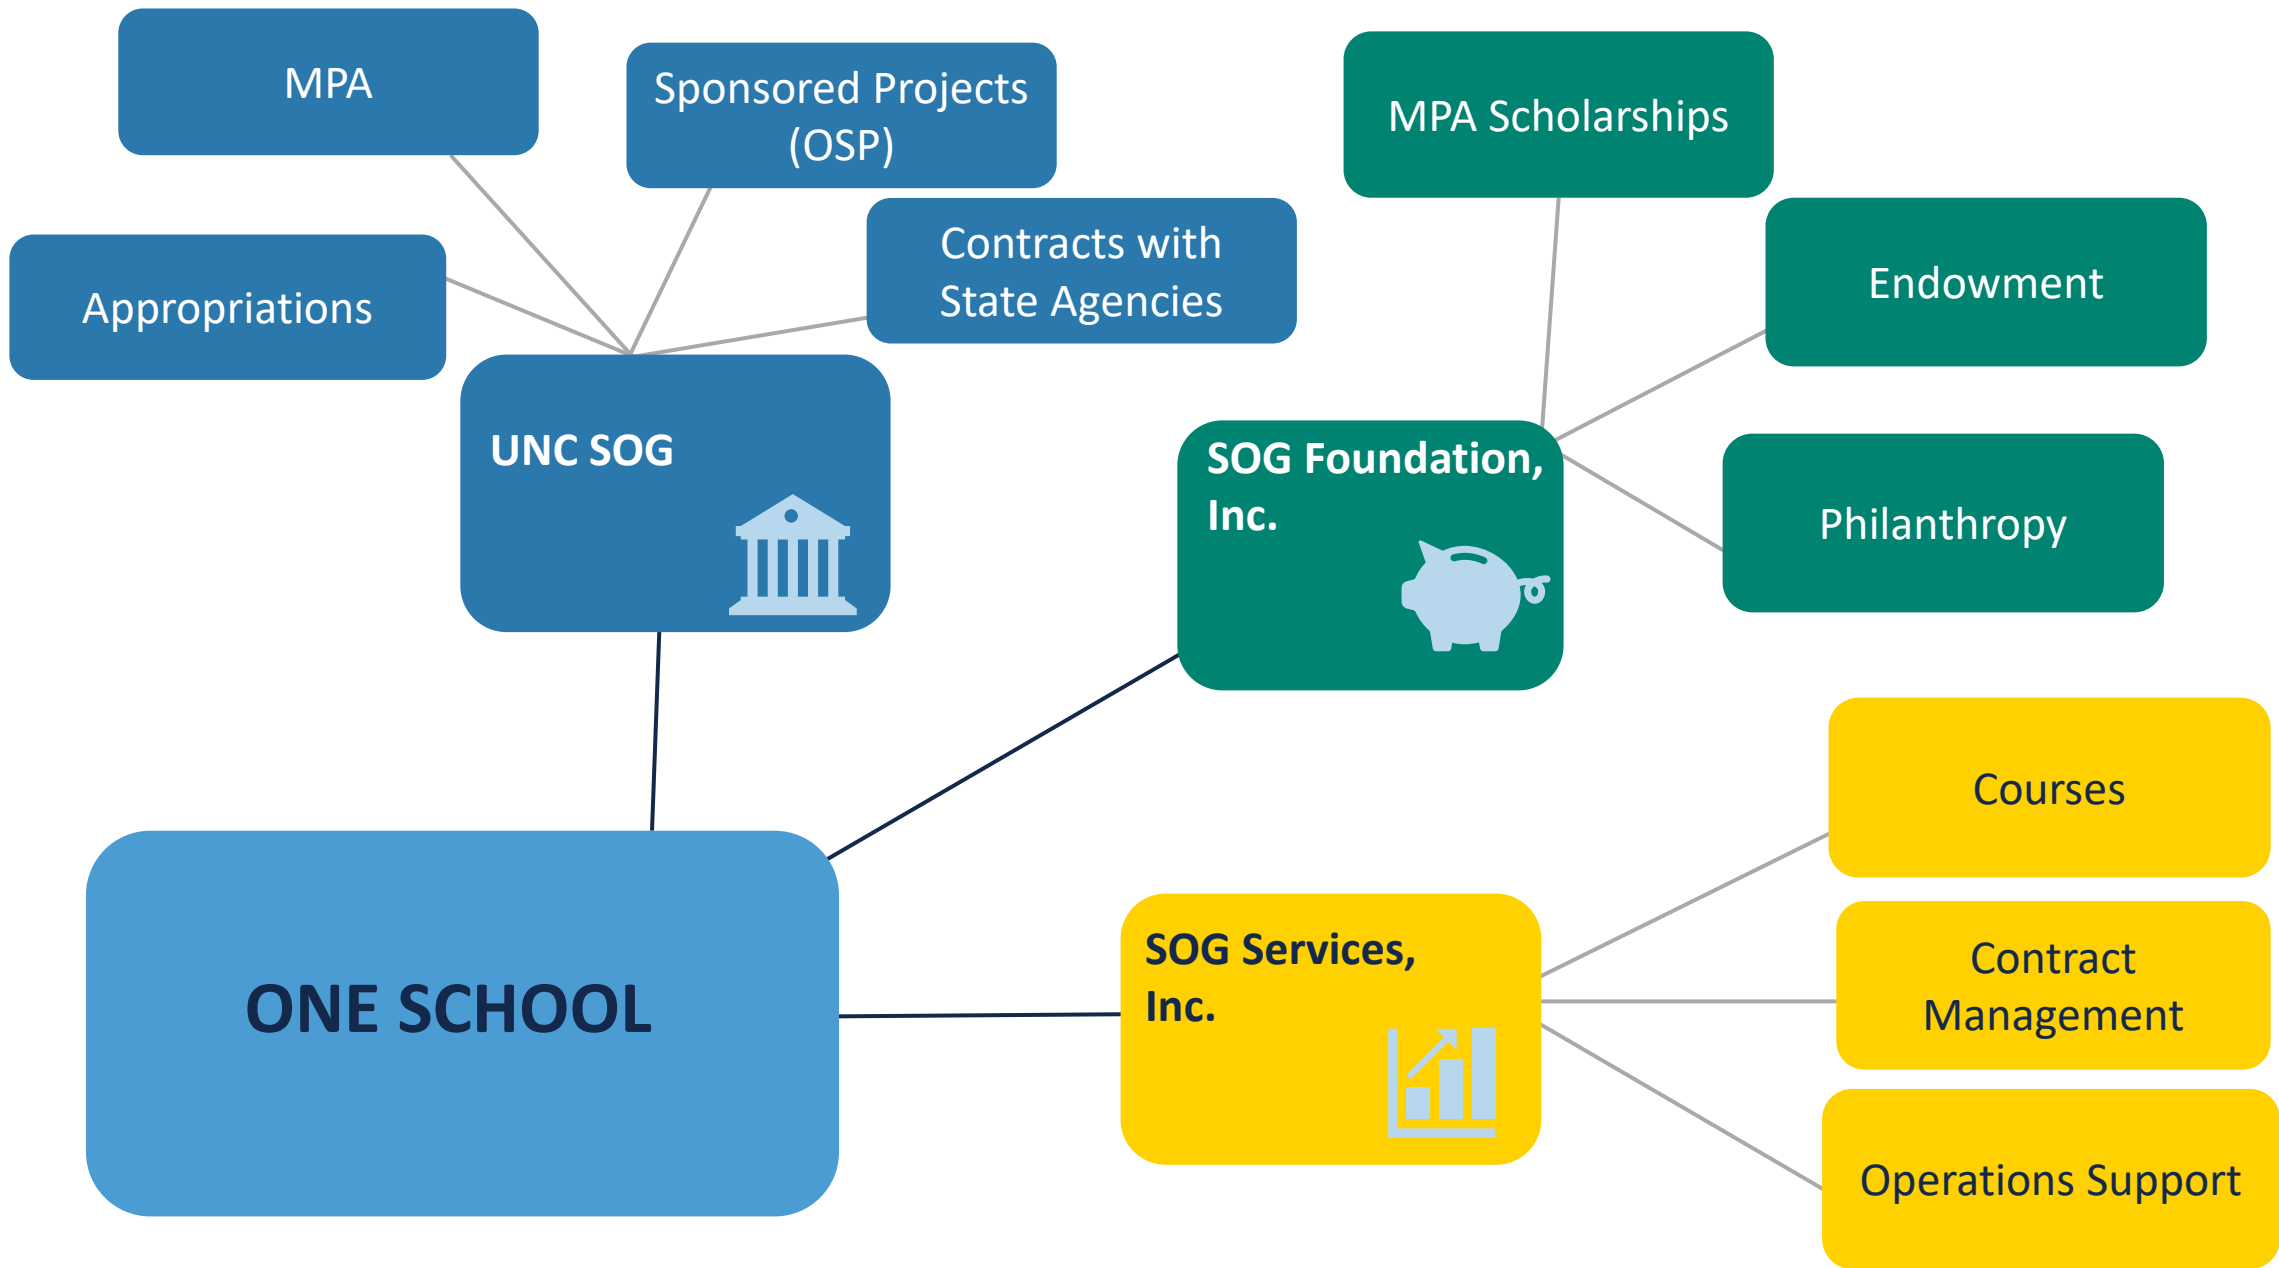 MPA
Sponsored Projects
(OSP)
Appropriations
Contracts with
State Agencies
UNC SOG
MPA Scholarships
Endowment
Philanthropy
SOG Foundation,
Inc.
ONE SCHOOL
SOG Services,
Inc.
Courses
Contract
Management
Operations Support